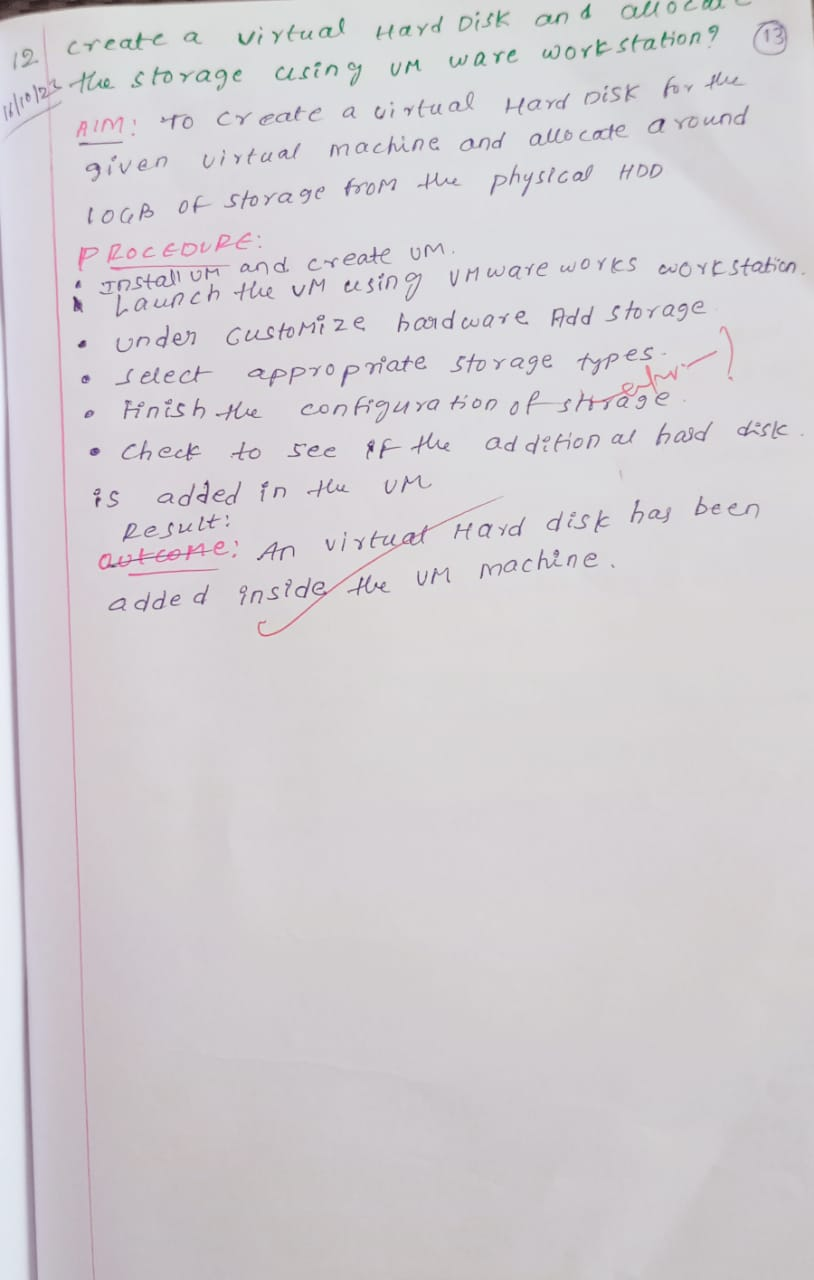 12. Create a virtual Hard Disk and allocate
16/10/23 the storage using VM ware workstation? 13
AIM: To Create a virtual Hard Disk for the
given virtual machine and allocate around
10GB of storage from the physical HDD
PROCEDURE:
• Install VM and create VM.
• Launch the VM using VMware works workstation.
• under Customize hardware Add storage.
• select appropriate storage types.
• Finish the configuration of storage.
• Check to see if the additional hard disk.
is added in the VM
Result:
outcome: An virtual Hard disk has been
added inside the VM machine.